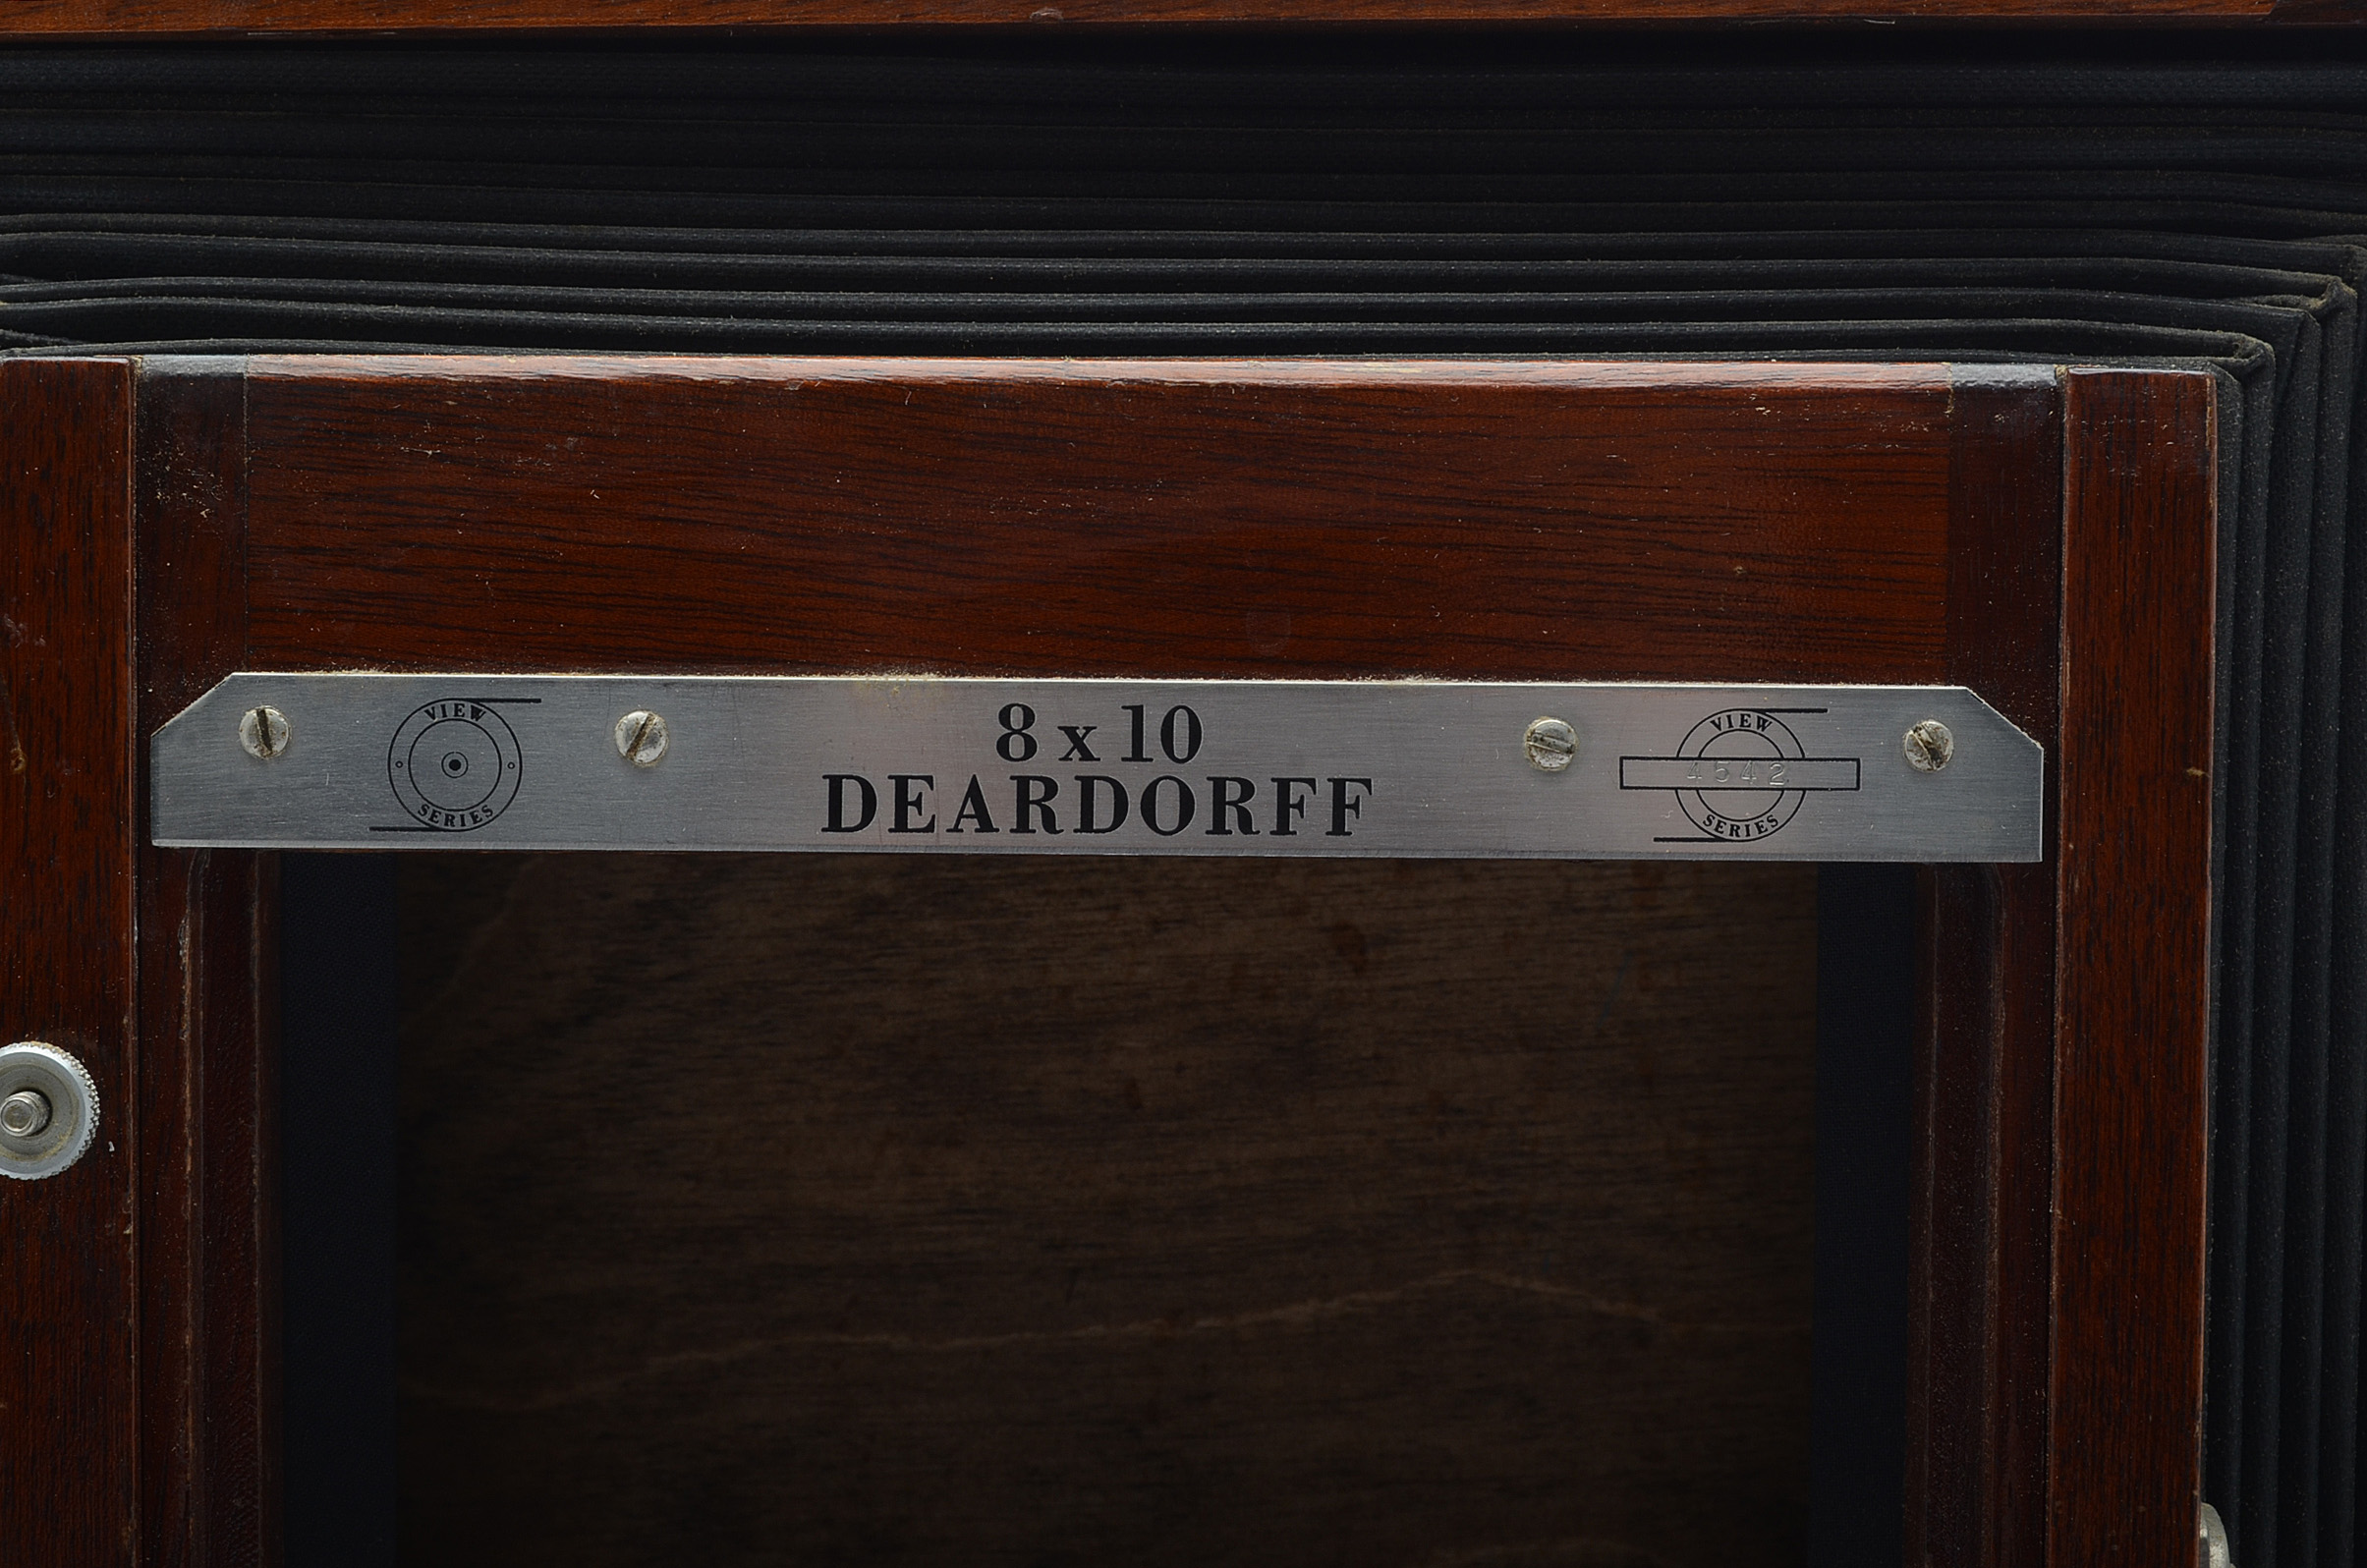 VIEW
SERIES
8 x 10
DEARDORFF
VIEW
4542
SERIES